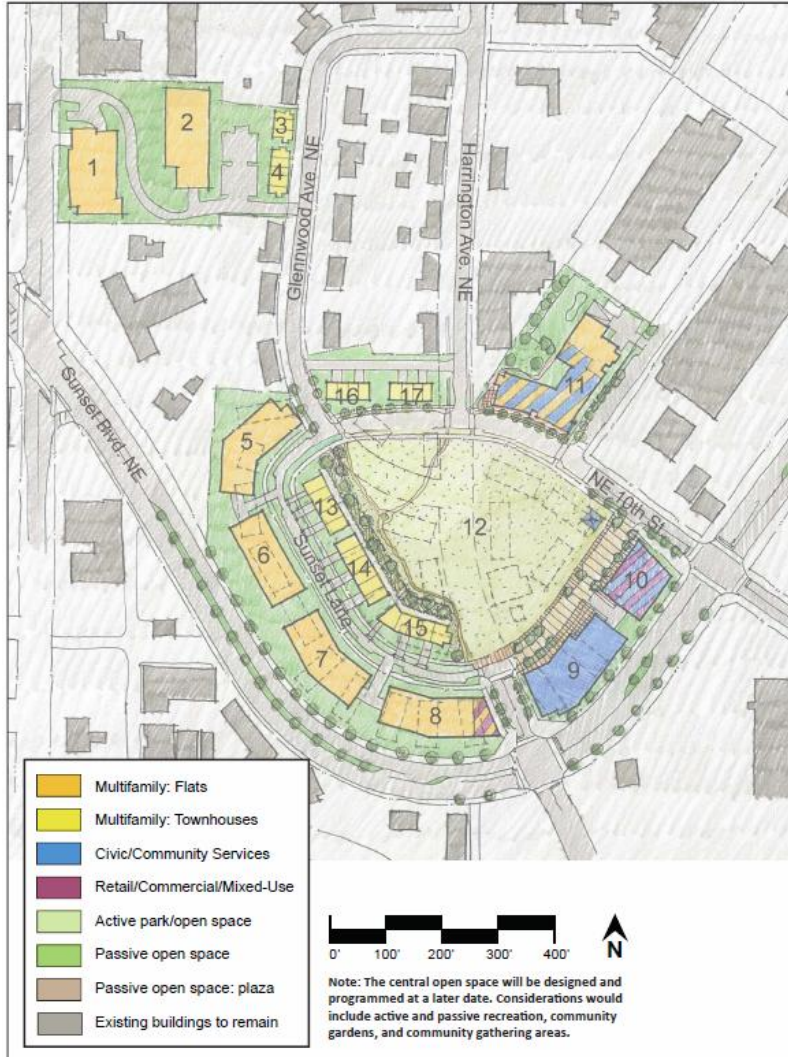 1
2
3
4
Glennwood Ave. NE
Harrington Ave. NE
Sunset Blvd. NE
16
17
11
5
13
12
NE 10th St.
6
14
Sunset Lane
10
15
9
7
8
Multifamily: Flats
Multifamily: Townhouses
Civic/Community Services
Retail/Commercial/Mixed-Use
Active park/open space
Passive open space
Passive open space: plaza
Existing buildings to remain
0' 100' 200' 300' 400'
N
Note: The central open space will be designed and
programmed at a later date. Considerations would
include active and passive recreation, community
gardens, and community gathering areas.